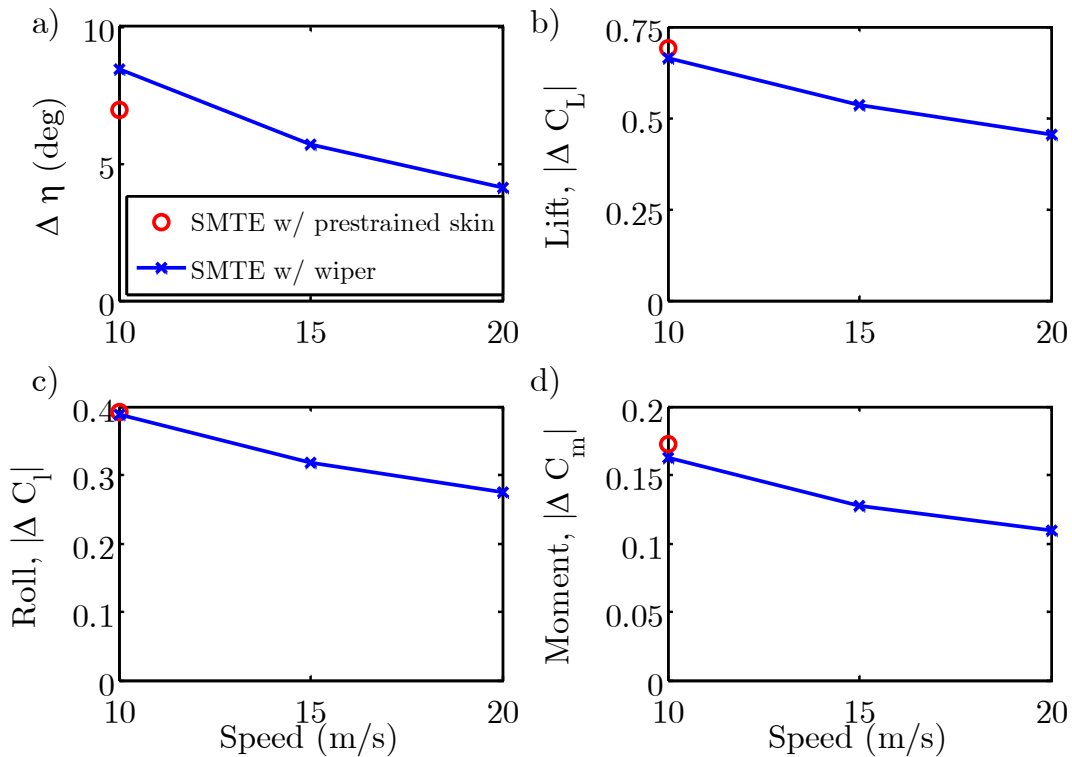 a)
10
5
0
Δ η (deg)
SMTE w/ prestrained skin
SMTE w/ wiper
10
15
20
b)
0.75
0.5
0.25
0
Lift, |Δ C_L|
10
15
20
c)
0.4
0.3
0.2
0.1
0
Roll, |Δ C_l|
10
15
20
Speed (m/s)
d)
0.2
0.15
0.1
0.05
0
Moment, |Δ C_m|
10
15
20
Speed (m/s)